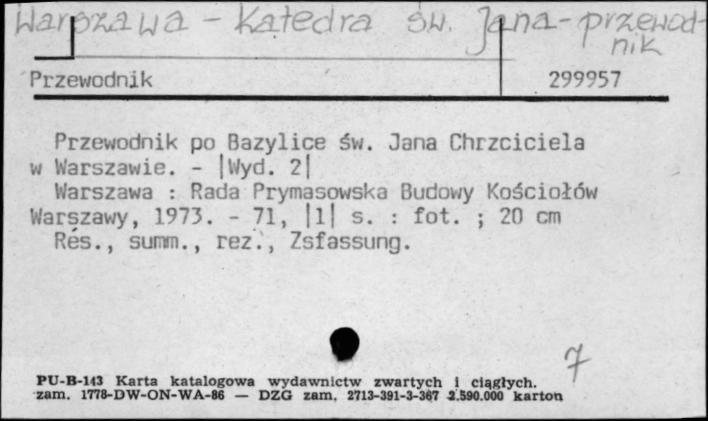 Warszawa - Katedra św. Jana - przewod-
nik
Przewodnik 299957
Przewodnik po Bazylice św. Jana Chrzciciela
w Warszawie. - |Wyd. 2|
Warszawa : Rada Prymasowska Budowy Kościołów
Warszawy, 1973. - 71, |1| s. : fot. ; 20 cm
Rés., summ., rez., Zsfassung.
7
PU-B-143 Karta katalogowa wydawnictw zwartych i ciągłych.
zam. 1778-DW-ON-WA-86 — DZG zam. 2713-391-3-367 2.590.000 karton